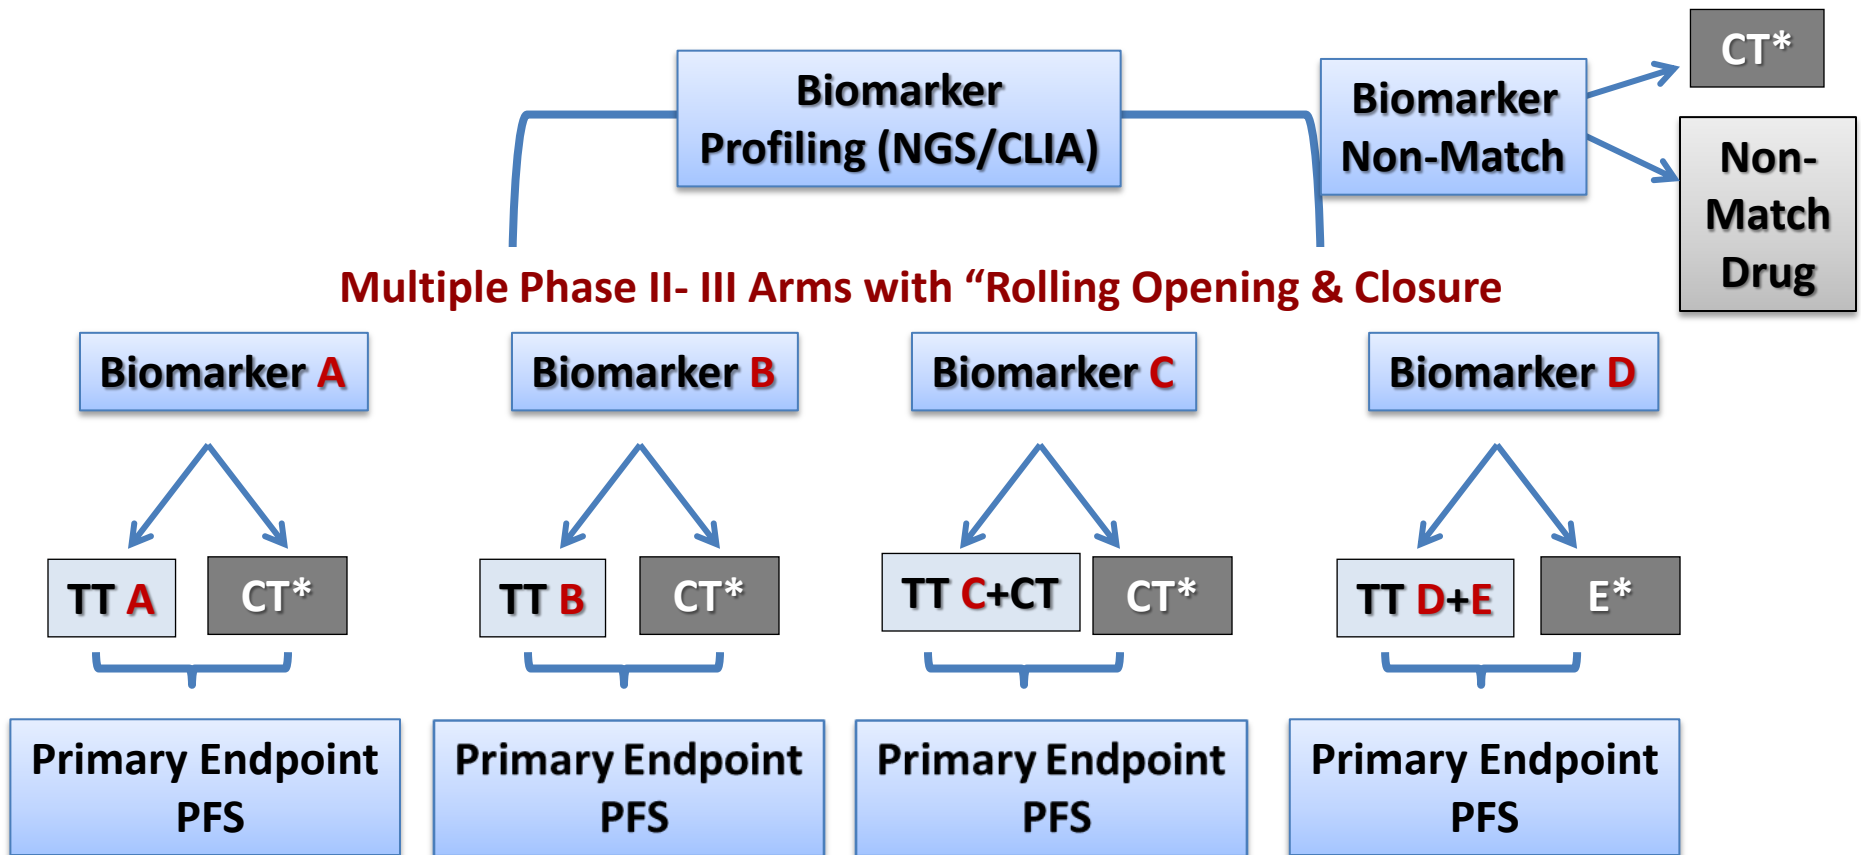 CT*
Biomarker
Profiling (NGS/CLIA)
Biomarker
Non-Match
Non-
Match
Drug
Multiple Phase II- III Arms with “Rolling Opening & Closure
Biomarker A
Biomarker B
Biomarker C
Biomarker D
TT A
CT*
TT B
CT*
TT C+CT
CT*
TT D+E
E*
Primary Endpoint
PFS
Primary Endpoint
PFS
Primary Endpoint
PFS
Primary Endpoint
PFS